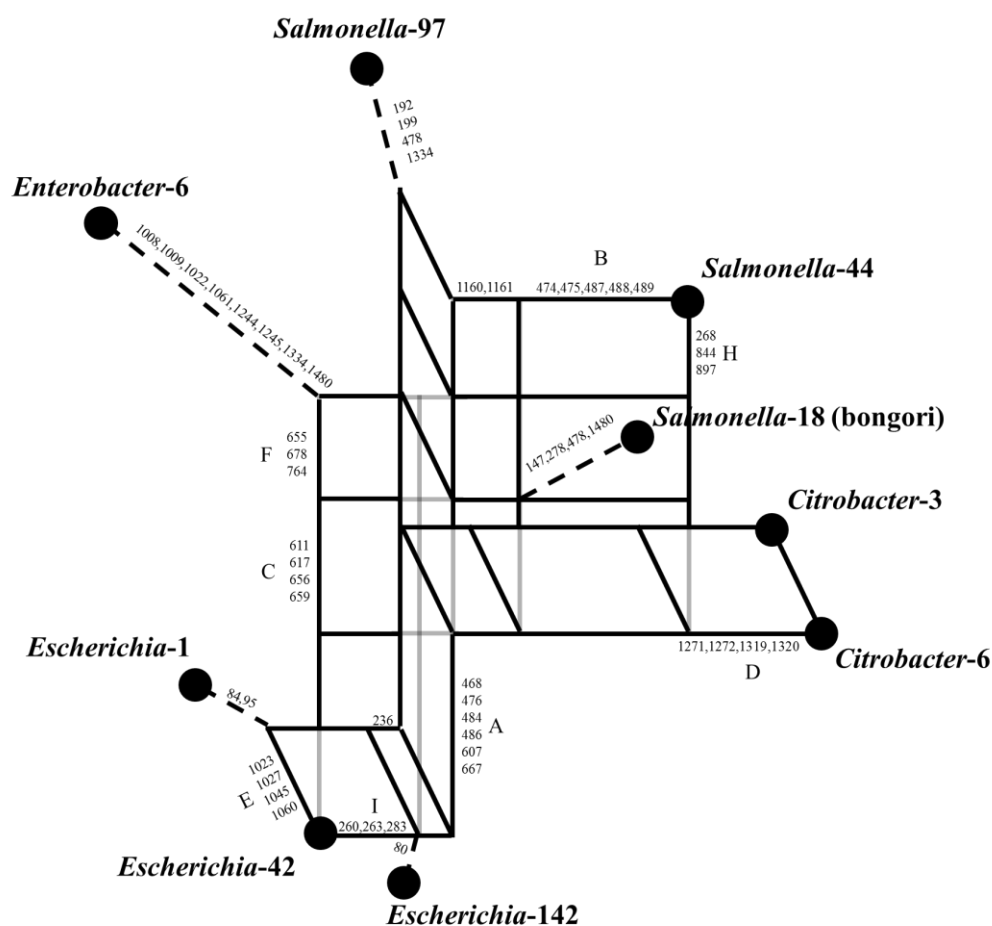 Salmonella-97
192
199
478
1334
Enterobacter-6
1008,1009,1022,1061,1244,1245,1334,1480
B
1160,1161
474,475,487,488,489
Salmonella-44
268
844
897
H
Salmonella-18 (bongori)
147,278,478,1480
F
655
678
764
Citrobacter-3
C
611
617
656
659
Escherichia-1
84,95
1271,1272,1319,1320
D
Citrobacter-6
468
476
484
486
607
667
A
236
E
1023
1027
1045
1060
I
260,263,283
80
Escherichia-42
Escherichia-142